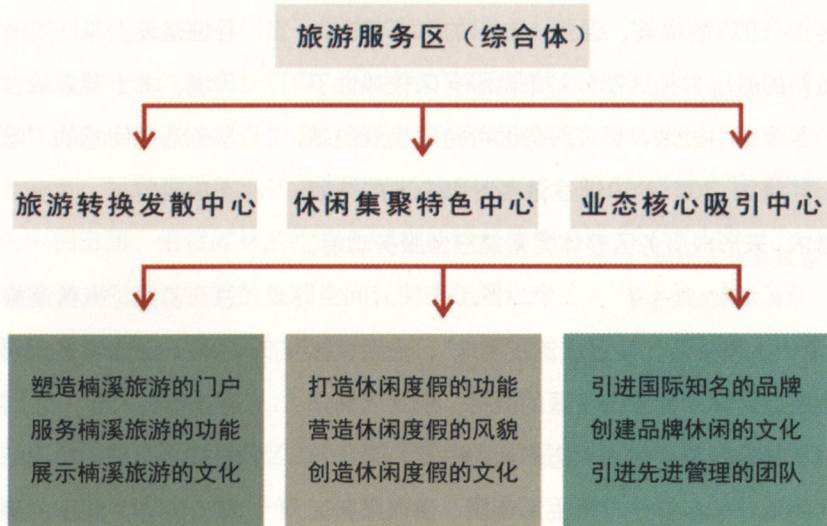 旅游服务区（综合体）
旅游转换发散中心
休闲集聚特色中心
业态核心吸引中心
塑造楠溪旅游的门户
服务楠溪旅游的功能
展示楠溪旅游的文化
打造休闲度假的功能
营造休闲度假的风貌
创造休闲度假的文化
引进国际知名的品牌
创建品牌休闲的文化
引进先进管理的团队